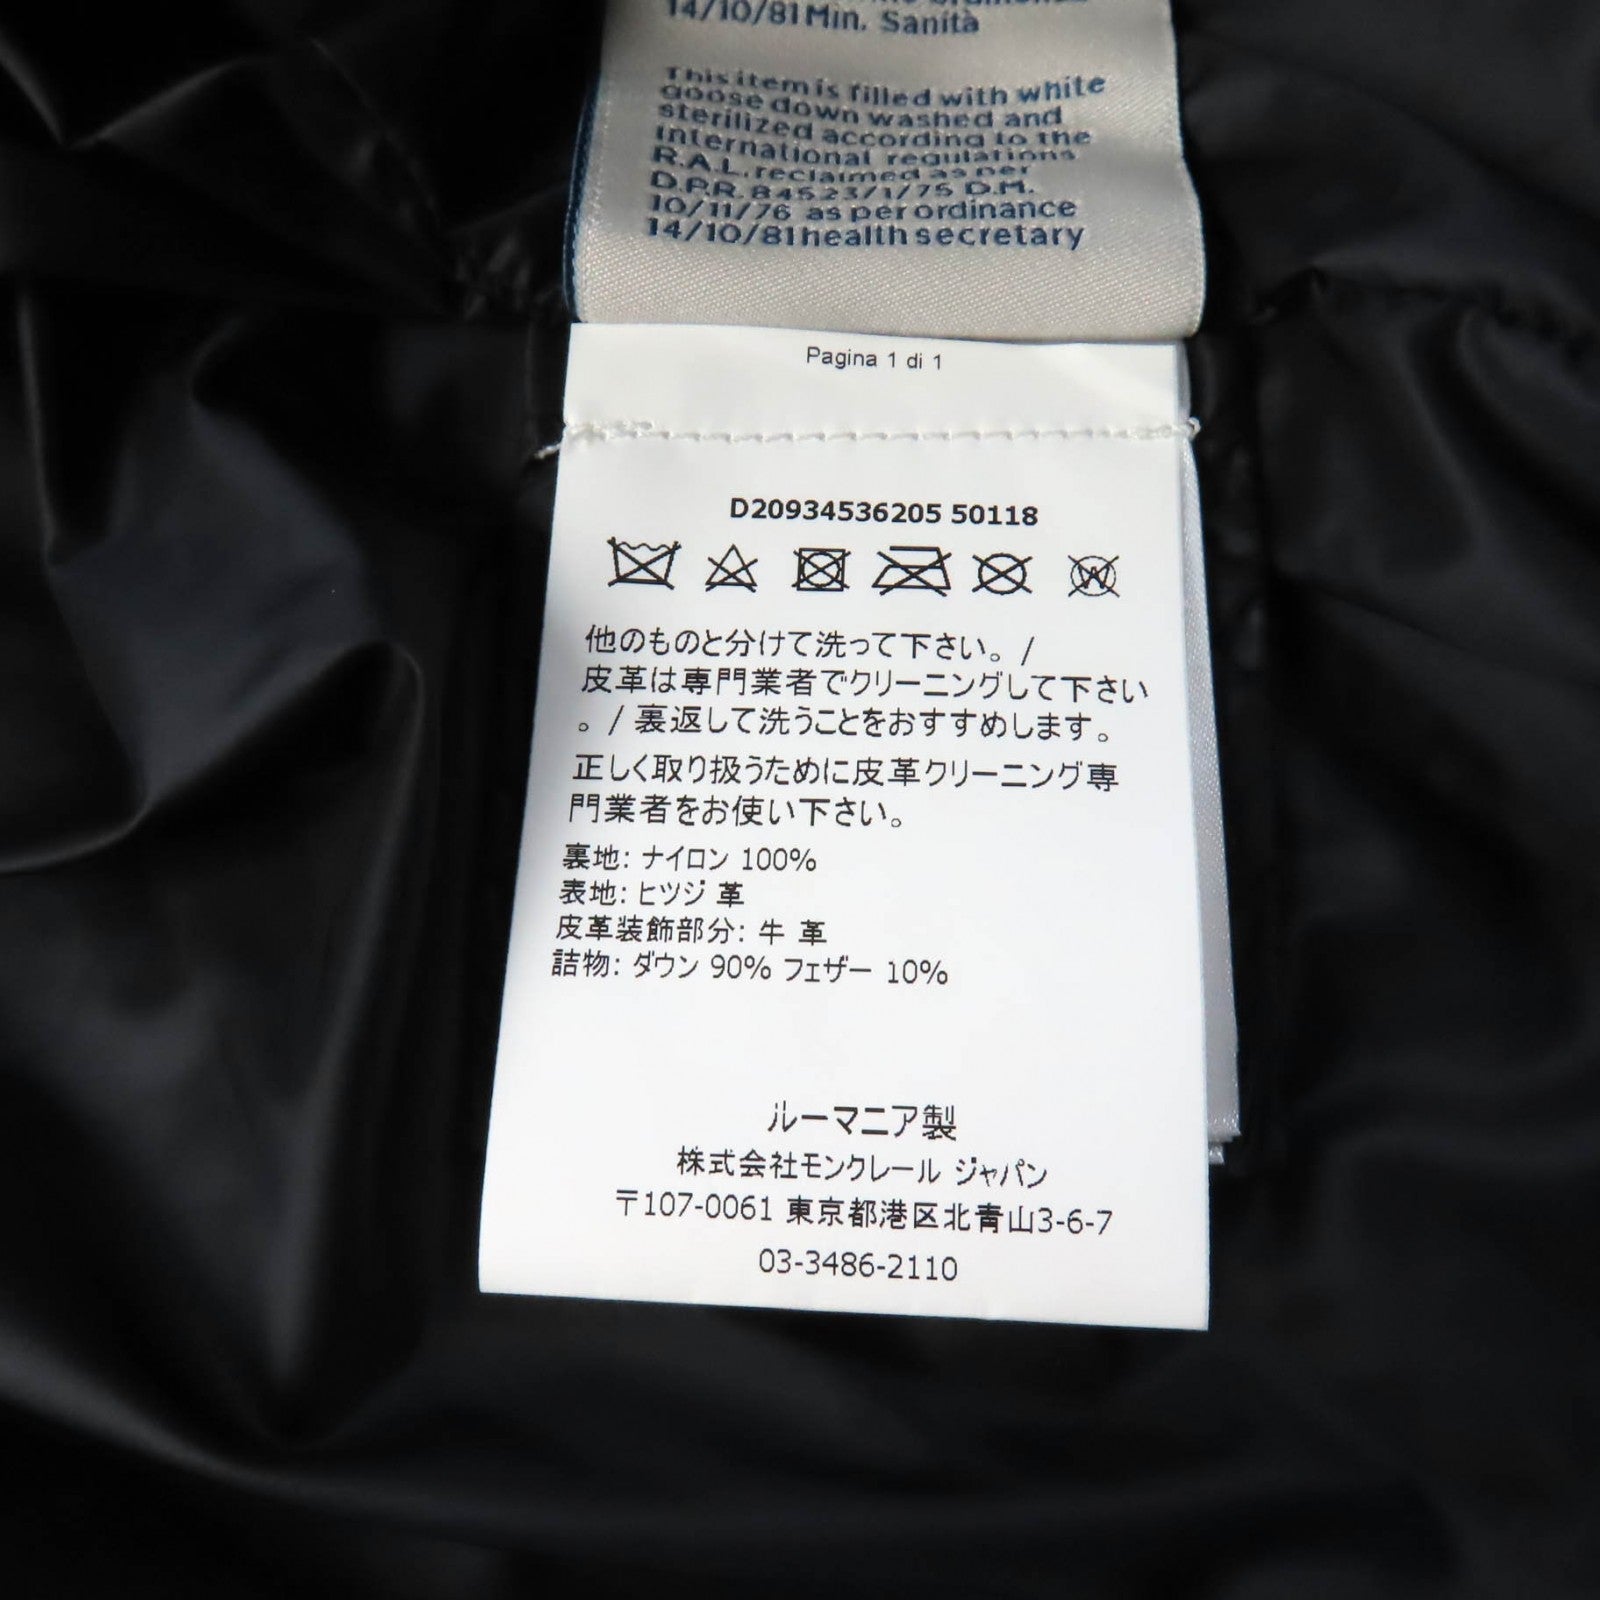 14/10/81 Min. Sanità
This item is filled with white
goose down washed and
sterilized according to the
International regulations
R.A.L. reclaimed as per
D.P.R. 845 23/1/75 D.M.
10/11/76 as per ordinance
14/10/81 health secretary
Pagina 1 di 1
D20934536205 50118
他のものと分けて洗って下さい。/
皮革は専門業者でクリーニングして下さい
。/ 裏返して洗うことをおすすめします。
正しく取り扱うために皮革クリーニング専
門業者をお使い下さい。
裏地: ナイロン 100%
表地: ヒツジ 革
皮革装飾部分: 牛 革
詰物: ダウン 90% フェザー 10%
ルーマニア製
株式会社モンクレール ジャパン
〒107-0061 東京都港区北青山3-6-7
03-3486-2110